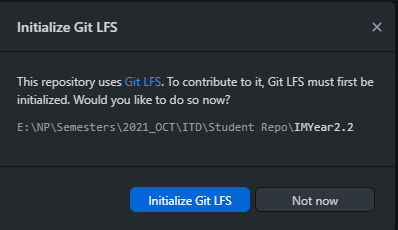 Initialize Git LFS
This repository uses Git LFS. To contribute to it, Git LFS must first be
initialized. Would you like to do so now?
E:\NP\Semesters\2021_OCT\ITD\Student Repo\IMYear2.2
Initialize Git LFS
Not now